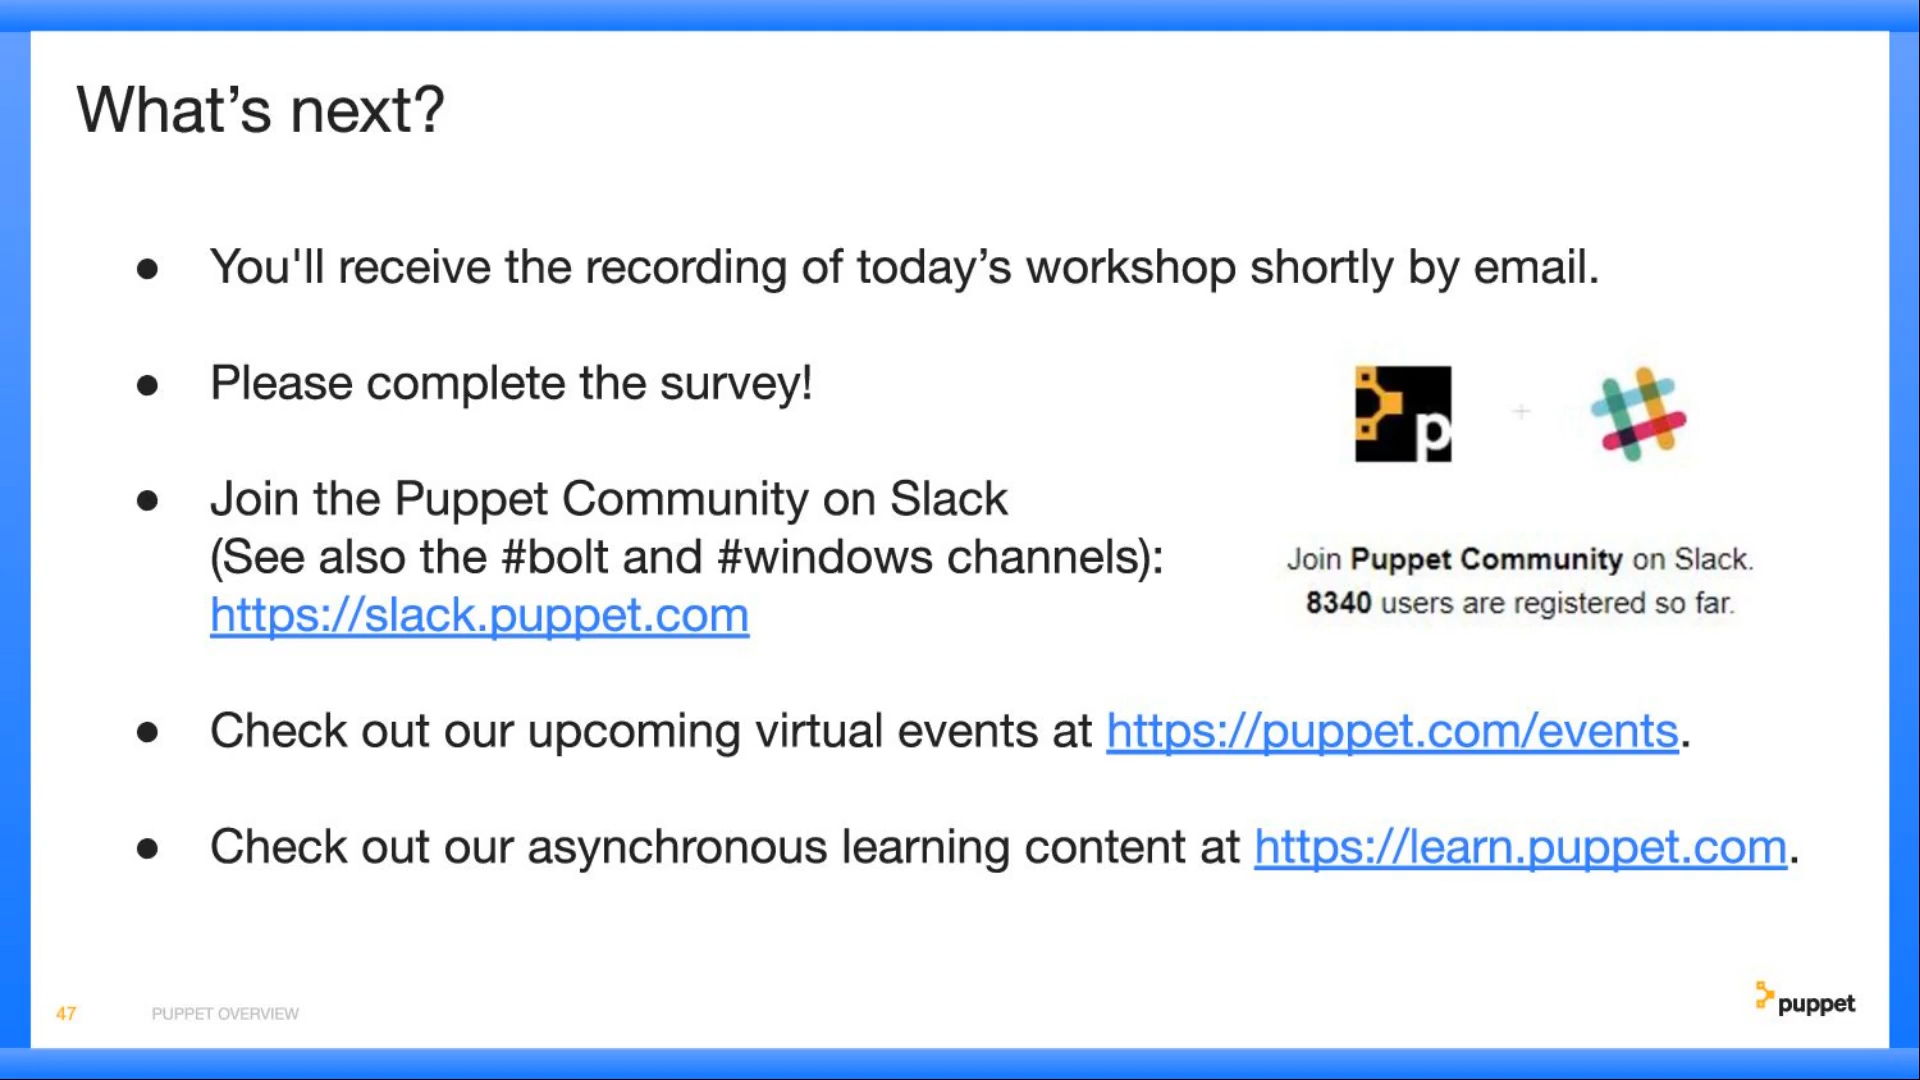 What’s next?
● You'll receive the recording of today’s workshop shortly by email.
● Please complete the survey!
● Join the Puppet Community on Slack
(See also the #bolt and #windows channels):
https://slack.puppet.com
p
+
Join Puppet Community on Slack.
8340 users are registered so far.
● Check out our upcoming virtual events at https://puppet.com/events.
● Check out our asynchronous learning content at https://learn.puppet.com.
47 PUPPET OVERVIEW
puppet